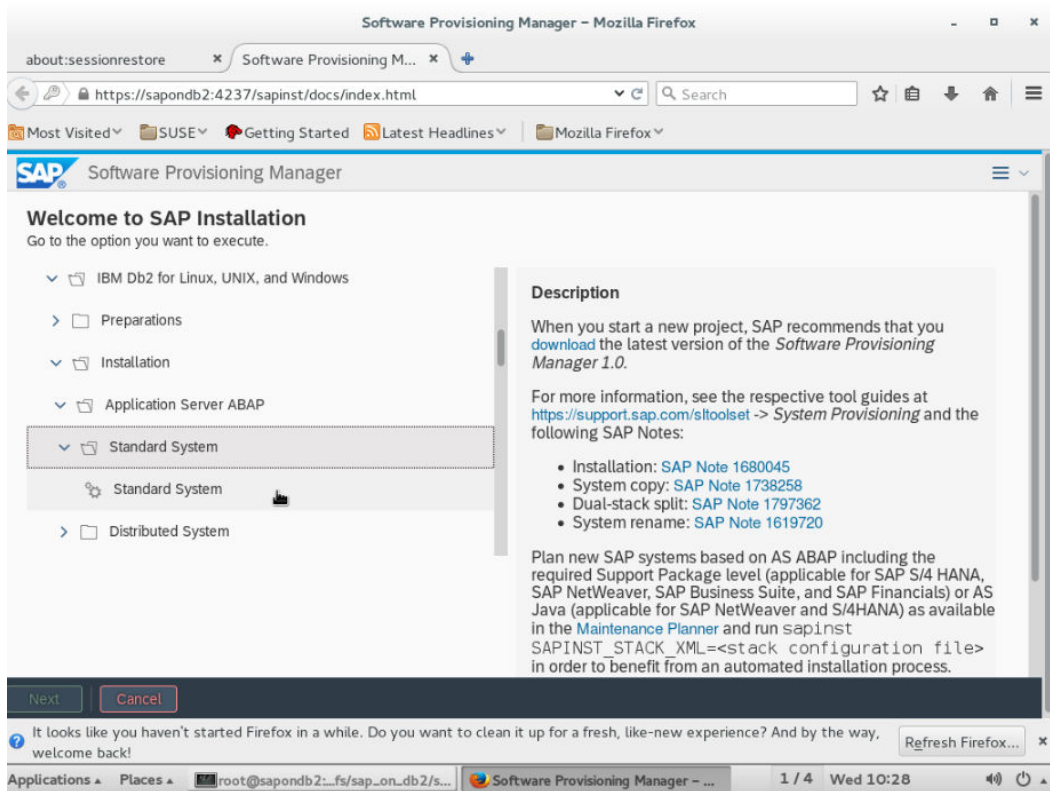 Software Provisioning Manager – Mozilla Firefox
about:sessionrestore
Software Provisioning M...
https://sapondb2:4237/sapinst/docs/index.html
Search
Most Visited
SUSE
Getting Started
Latest Headlines
Mozilla Firefox
SAP
Software Provisioning Manager
Welcome to SAP Installation
Go to the option you want to execute.
IBM Db2 for Linux, UNIX, and Windows
Preparations
Installation
Application Server ABAP
Standard System
Standard System
Distributed System
Description
When you start a new project, SAP recommends that you
download the latest version of the Software Provisioning
Manager 1.0.
For more information, see the respective tool guides at
https://support.sap.com/sltoolset -> System Provisioning and the
following SAP Notes:
• Installation: SAP Note 1680045
• System copy: SAP Note 1738258
• Dual-stack split: SAP Note 1797362
• System rename: SAP Note 1619720
Plan new SAP systems based on AS ABAP including the
required Support Package level (applicable for SAP S/4 HANA,
SAP NetWeaver, SAP Business Suite, and SAP Financials) or AS
Java (applicable for SAP NetWeaver and S/4HANA) as available
in the Maintenance Planner and run sapinst
SAPINST_STACK_XML=<stack configuration file>
in order to benefit from an automated installation process.
Next
Cancel
It looks like you haven't started Firefox in a while. Do you want to clean it up for a fresh, like-new experience? And by the way,
welcome back!
Refresh Firefox...
Applications
Places
root@sapondb2:...fs/sap_on_db2/s...
Software Provisioning Manager – ...
1 / 4
Wed 10:28